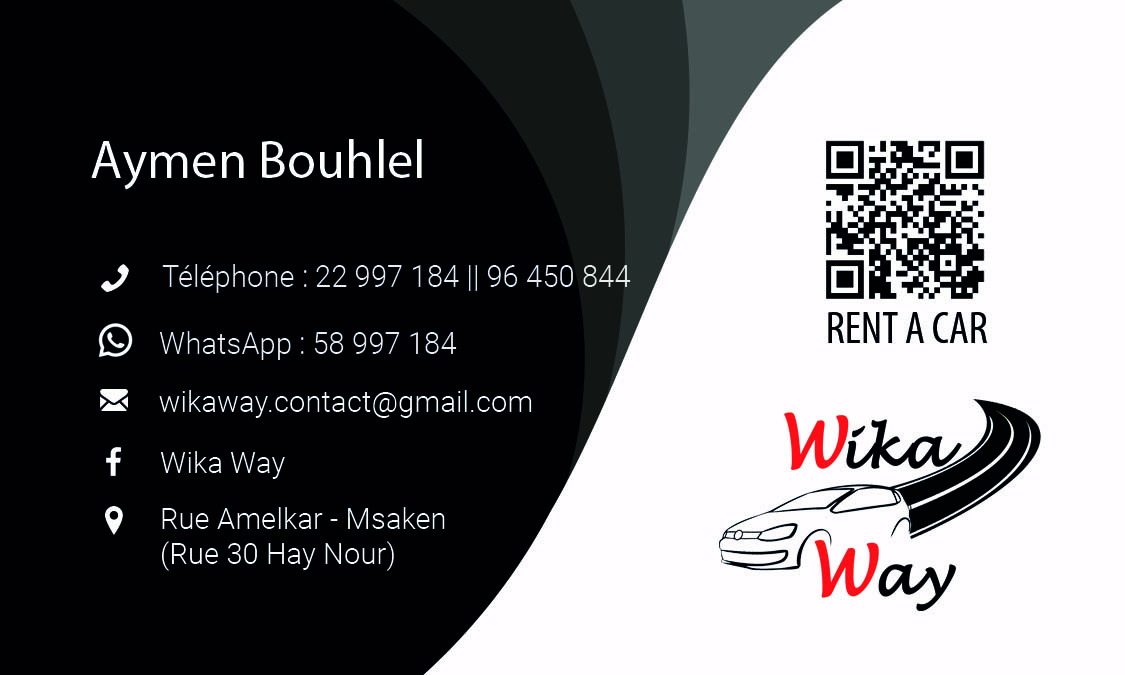 Aymen Bouhlel
Téléphone : 22 997 184 || 96 450 844
WhatsApp : 58 997 184
wikaway.contact@gmail.com
Wika Way
Rue Amelkar - Msaken
(Rue 30 Hay Nour)
RENT A CAR
Wika
Way